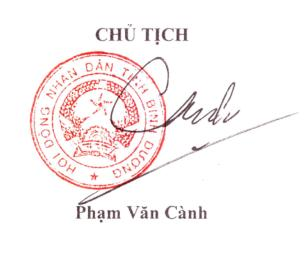 CHỦ TỊCH
HỘI ĐỒNG NHÂN DÂN TỈNH BÌNH DƯƠNG
Phạm Văn Cành